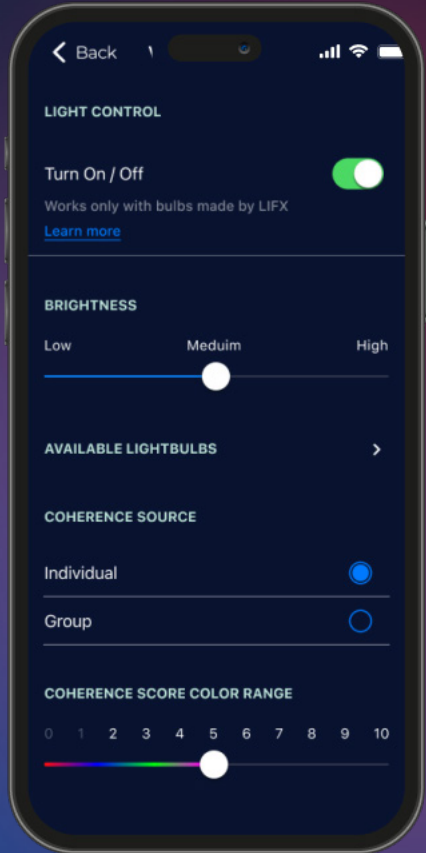 Back
LIGHT CONTROL
Turn On / Off
Works only with bulbs made by LIFX
Learn more
BRIGHTNESS
Low Meduim High
AVAILABLE LIGHTBULBS
COHERENCE SOURCE
Individual
Group
COHERENCE SCORE COLOR RANGE
0 1 2 3 4 5 6 7 8 9 10